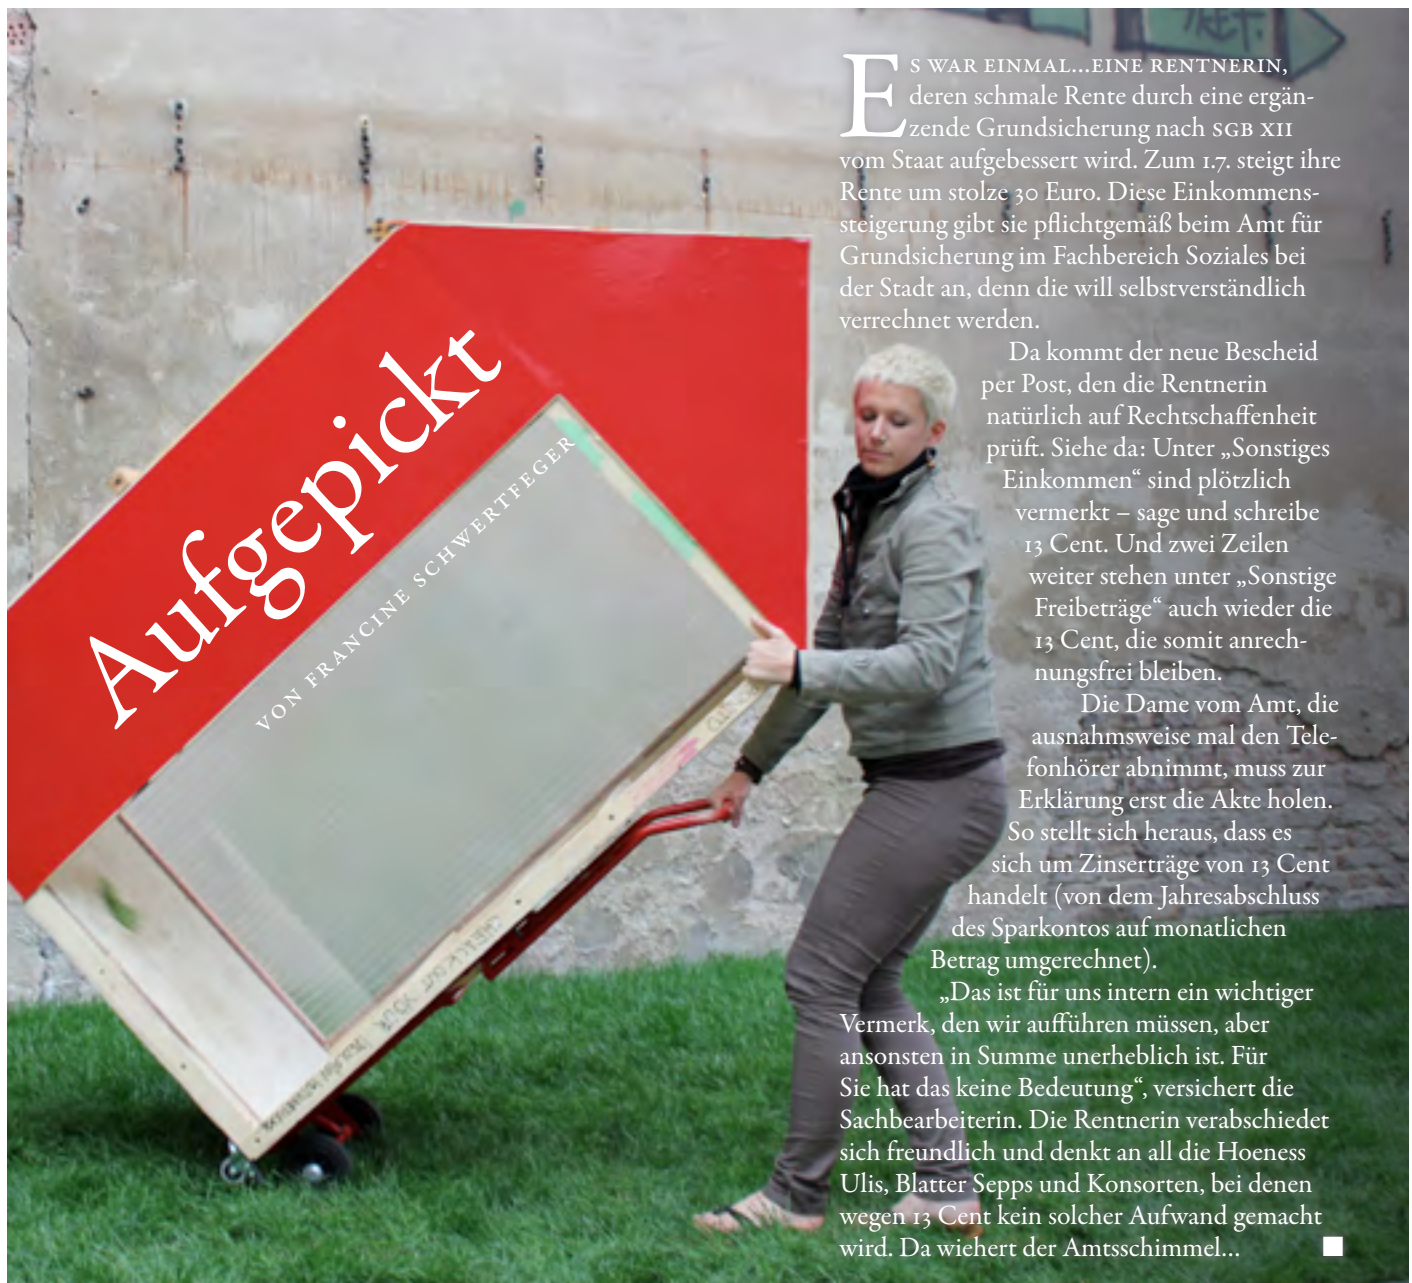 Aufgepickt
VON FRANCINE SCHWERTFEGER
ES WAR EINMAL...EINE RENTNERIN,
deren schmale Rente durch eine ergän-
zende Grundsicherung nach SGB XII
vom Staat aufgebessert wird. Zum 1.7. steigt ihre
Rente um stolze 30 Euro. Diese Einkommens-
steigerung gibt sie pflichtgemäß beim Amt für
Grundsicherung im Fachbereich Soziales bei
der Stadt an, denn die will selbstverständlich
verrechnet werden.
Da kommt der neue Bescheid
per Post, den die Rentnerin
natürlich auf Rechtschaffenheit
prüft. Siehe da: Unter „Sonstiges
Einkommen“ sind plötzlich
vermerkt – sage und schreibe
13 Cent. Und zwei Zeilen
weiter stehen unter „Sonstige
Freibeträge“ auch wieder die
13 Cent, die somit anrech-
nungsfrei bleiben.
Die Dame vom Amt, die
ausnahmsweise mal den Tele-
fonhörer abnimmt, muss zur
Erklärung erst die Akte holen.
So stellt sich heraus, dass es
sich um Zinserträge von 13 Cent
handelt (von dem Jahresabschluss
des Sparkontos auf monatlichen
Betrag umgerechnet).
„Das ist für uns intern ein wichtiger
Vermerk, den wir aufführen müssen, aber
ansonsten in Summe unerheblich ist. Für
Sie hat das keine Bedeutung“, versichert die
Sachbearbeiterin. Die Rentnerin verabschiedet
sich freundlich und denkt an all die Hoeness
Ulis, Blatter Sepps und Konsorten, bei denen
wegen 13 Cent kein solcher Aufwand gemacht
wird. Da wiehert der Amtsschimmel...